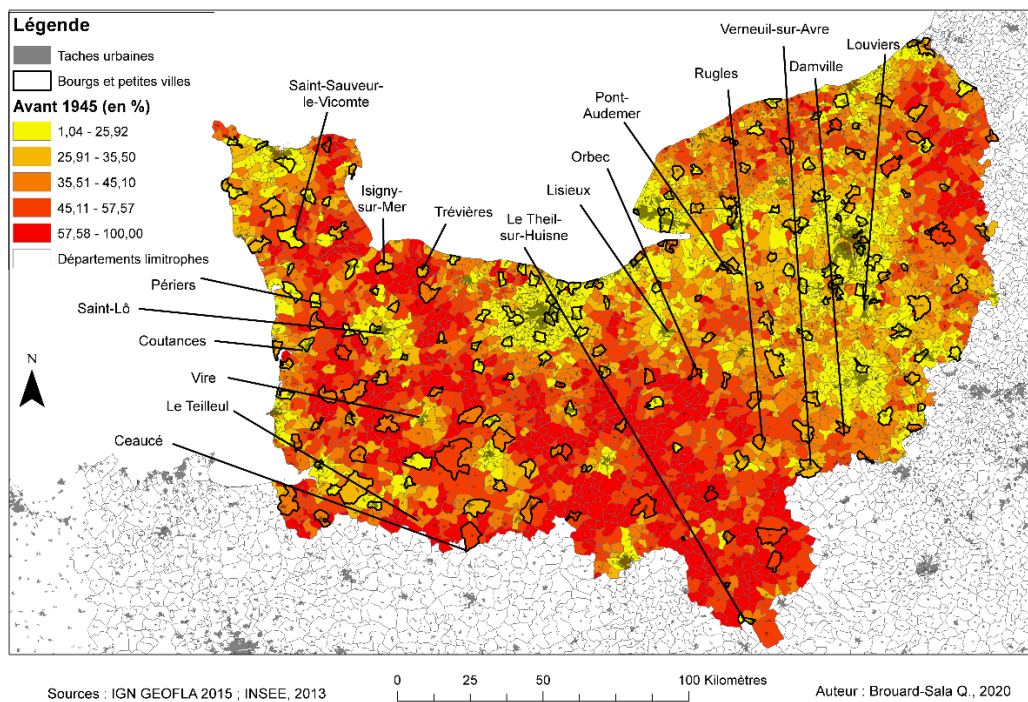 Légende
Taches urbaines
Bourgs et petites villes
Avant 1945 (en %)
1,04 - 25,92
25,91 - 35,50
35,51 - 45,10
45,11 - 57,57
57,58 - 100,00
Départements limitrophes
Saint-Sauveur-
le-Vicomte
Isigny-
sur-Mer
Trévières
Le Theil-
sur-Huisne
Lisieux
Orbec
Pont-
Audemer
Rugles
Verneuil-sur-Avre
Damville
Louviers
Périers
Saint-Lô
Coutances
Vire
Le Teilleul
Ceaucé
N
Sources : IGN GEOFLA 2015 ; INSEE, 2013
0 25 50 100 Kilomètres
Auteur : Brouard-Sala Q., 2020